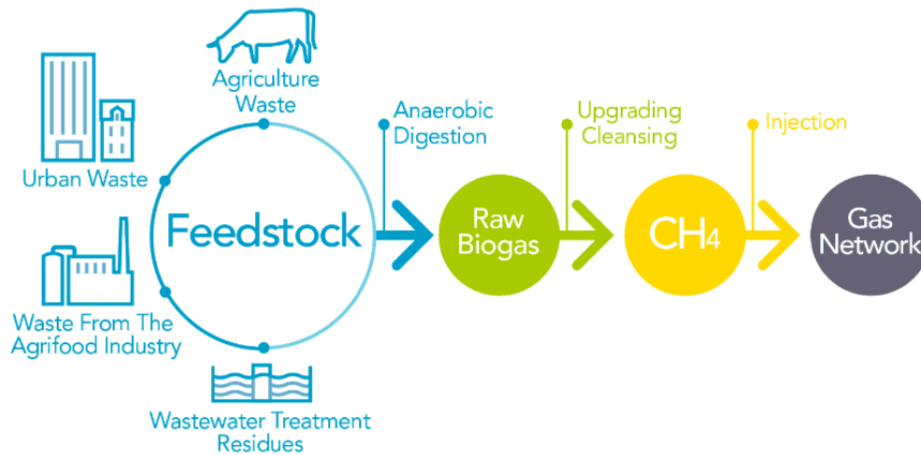 Agriculture
Waste
Urban Waste
Waste From The
Agrifood Industry
Wastewater Treatment
Residues
Feedstock
Anaerobic
Digestion
Raw
Biogas
Upgrading
Cleansing
CH4
Injection
Gas
Network